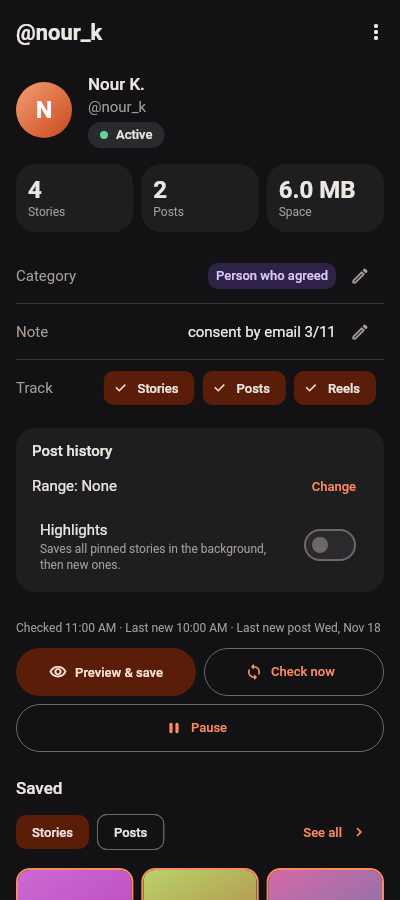 @nour_k
N
Nour K.
@nour_k
Active
4
Stories
2
Posts
6.0 MB
Space
Category
Person who agreed
Note
consent by email 3/11
Track
Stories
Posts
Reels
Post history
Range: None
Change
Highlights
Saves all pinned stories in the background,
then new ones.
Checked 11:00 AM · Last new 10:00 AM · Last new post Wed, Nov 18
Preview & save
Check now
Pause
Saved
Stories
Posts
See all